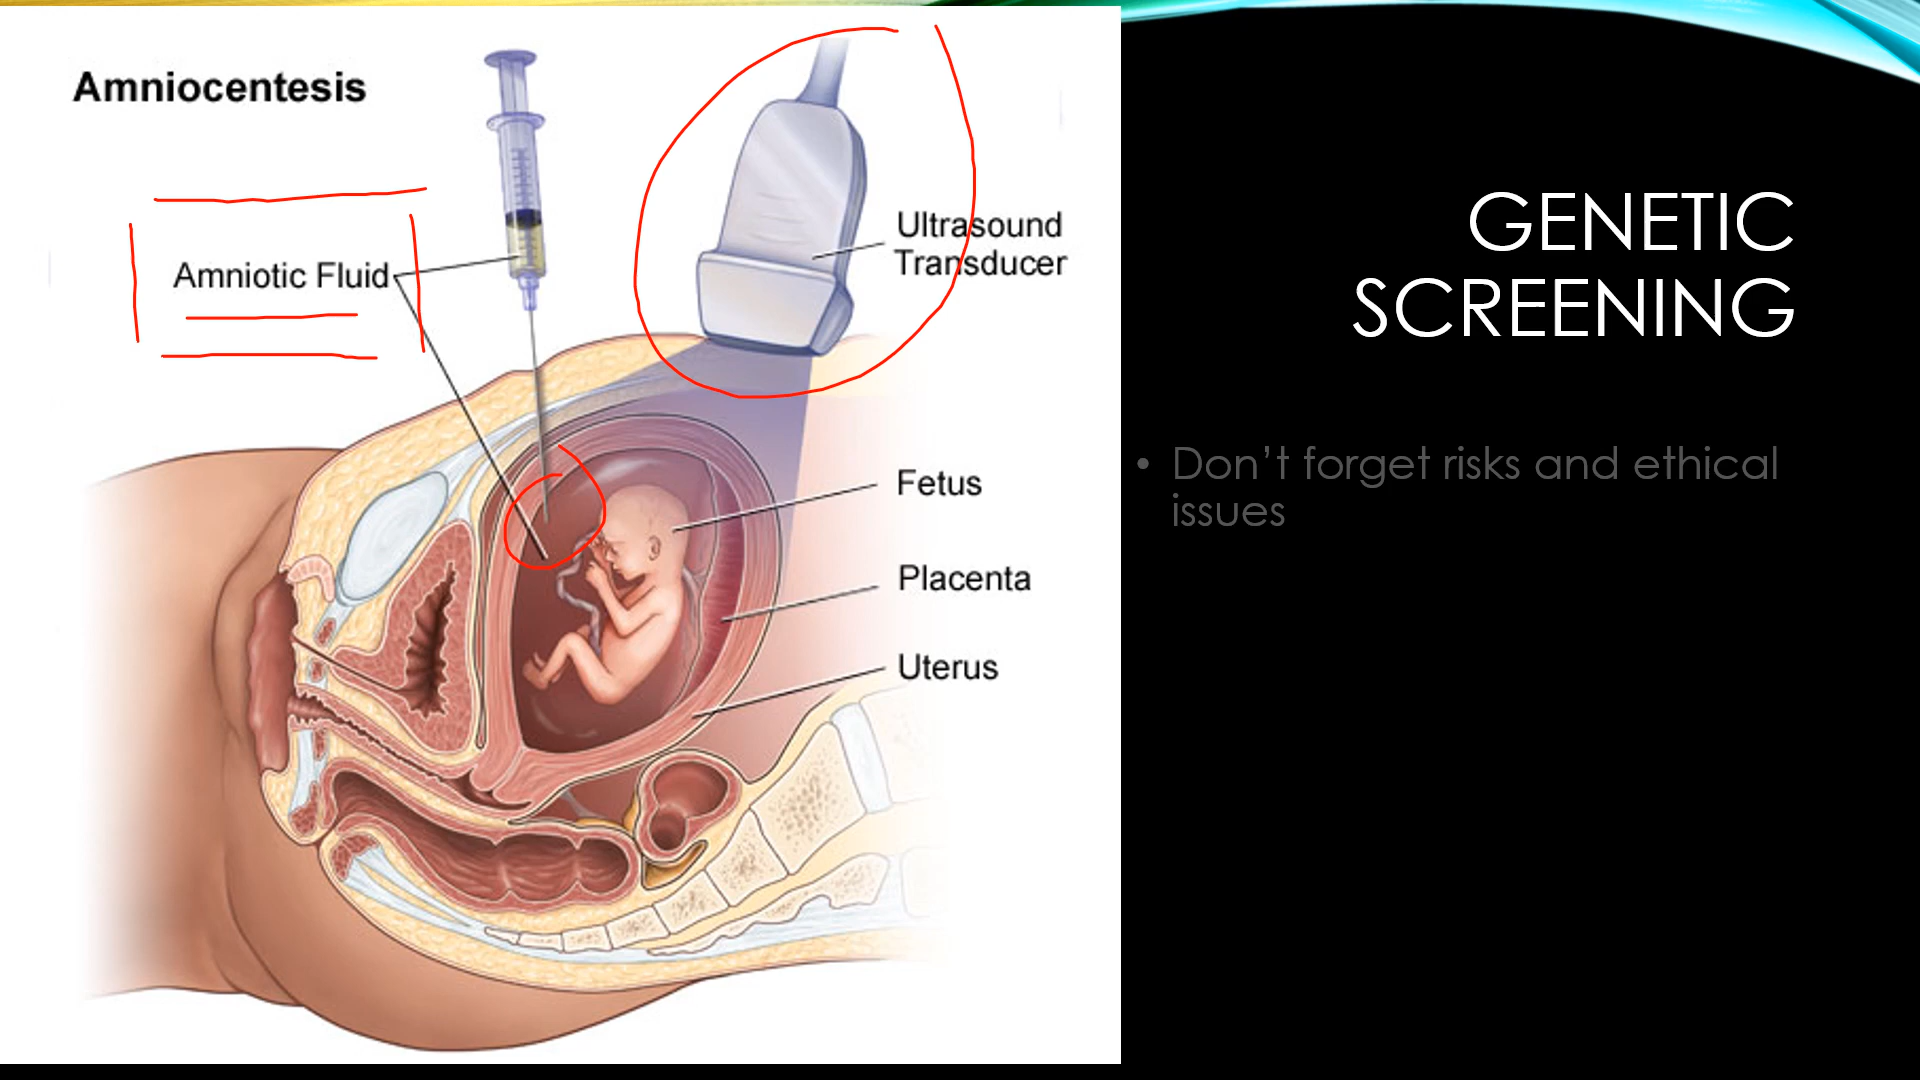 Amniocentesis
Amniotic Fluid
Ultrasound
Transducer
Fetus
Placenta
Uterus
GENETIC
SCREENING
• Don’t forget risks and ethical
issues